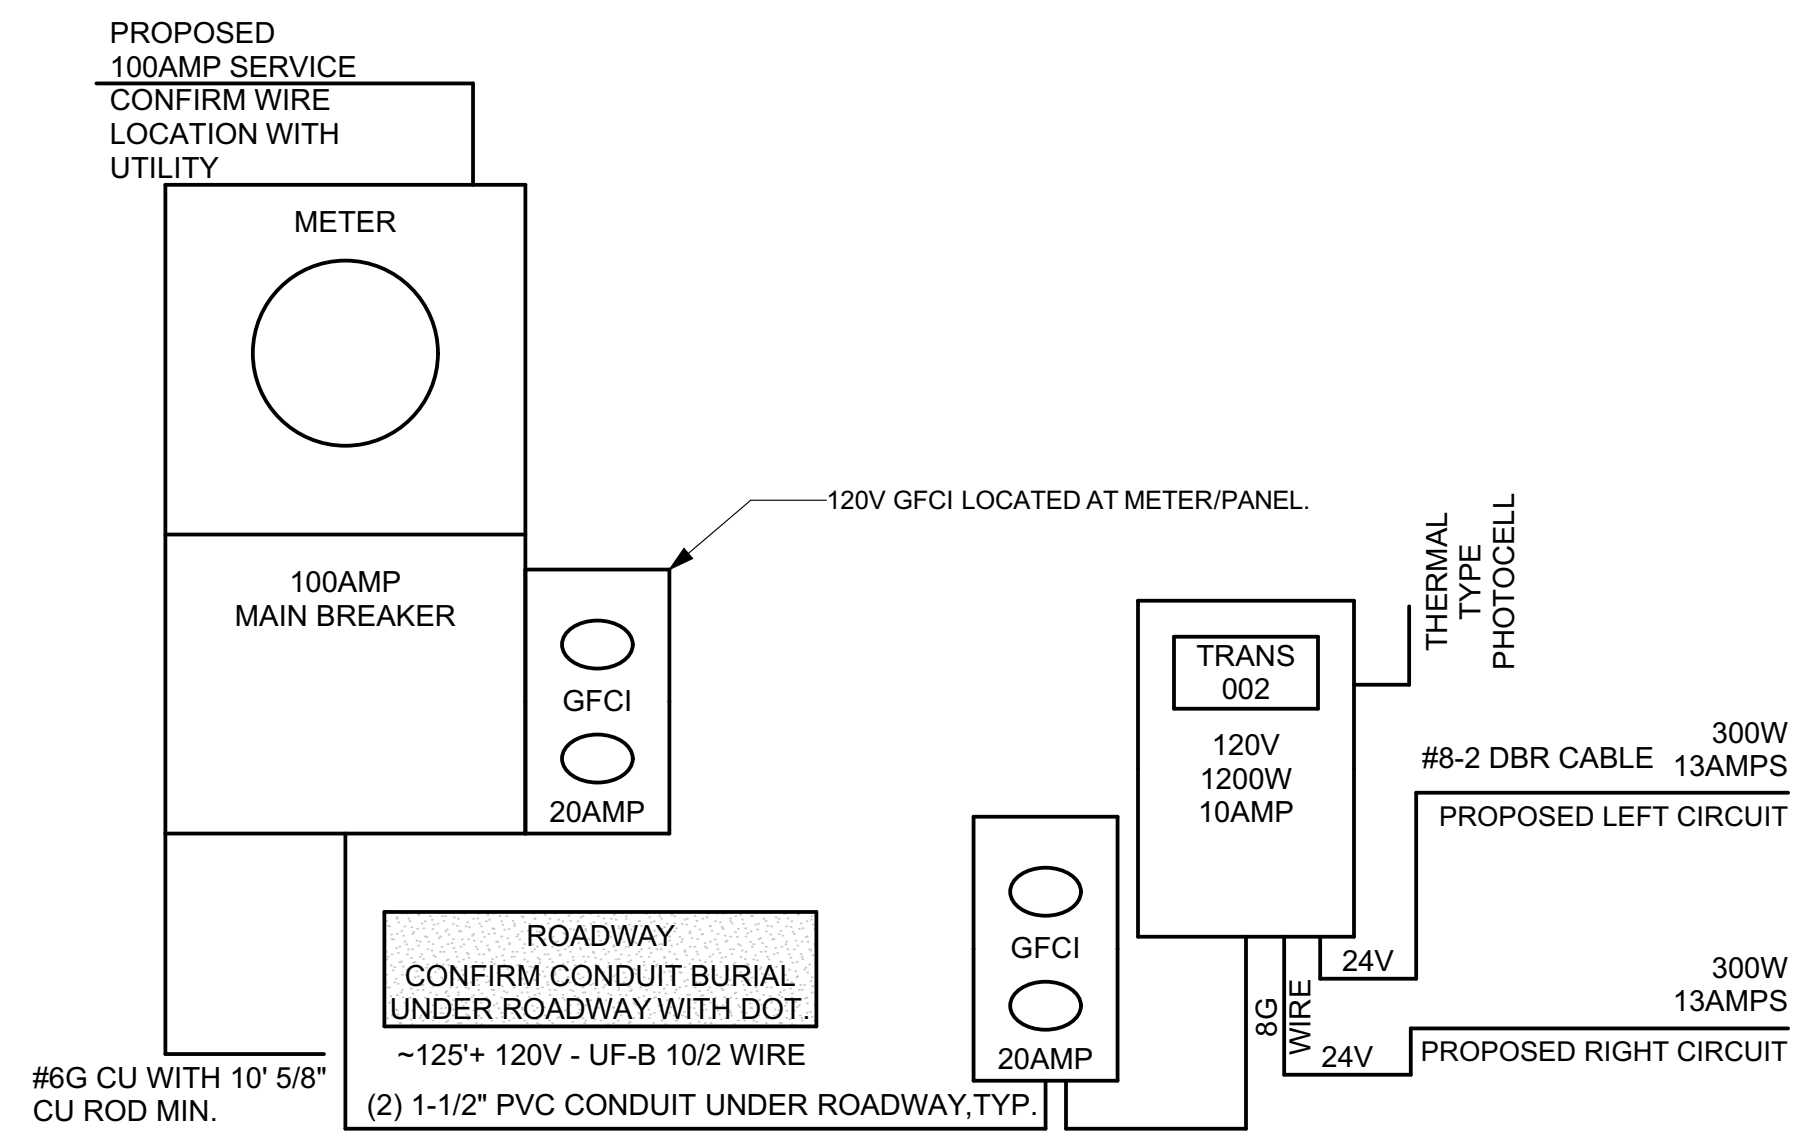 PROPOSED
100AMP SERVICE
CONFIRM WIRE
LOCATION WITH
UTILITY
METER
100AMP
MAIN BREAKER
GFCI
20AMP
120V GFCI LOCATED AT METER/PANEL.
ROADWAY
CONFIRM CONDUIT BURIAL
UNDER ROADWAY WITH DOT.
~125'+ 120V - UF-B 10/2 WIRE
(2) 1-1/2" PVC CONDUIT UNDER ROADWAY,TYP.
#6G CU WITH 10' 5/8"
CU ROD MIN.
GFCI
20AMP
TRANS
002
120V
1200W
10AMP
THERMAL
TYPE
PHOTOCELL
8G
WIRE
24V
24V
#8-2 DBR CABLE
300W
13AMPS
PROPOSED LEFT CIRCUIT
300W
13AMPS
PROPOSED RIGHT CIRCUIT